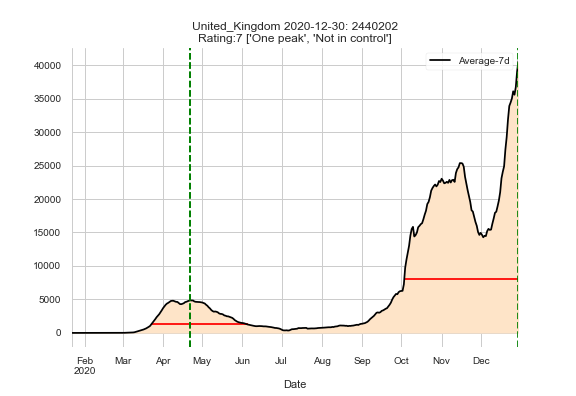 United_Kingdom 2020-12-30: 2440202
Rating:7 ['One peak', 'Not in control']
Average-7d
40000
35000
30000
25000
20000
15000
10000
5000
0
Feb Mar Apr May Jun Jul Aug Sep Oct Nov Dec
2020
Date